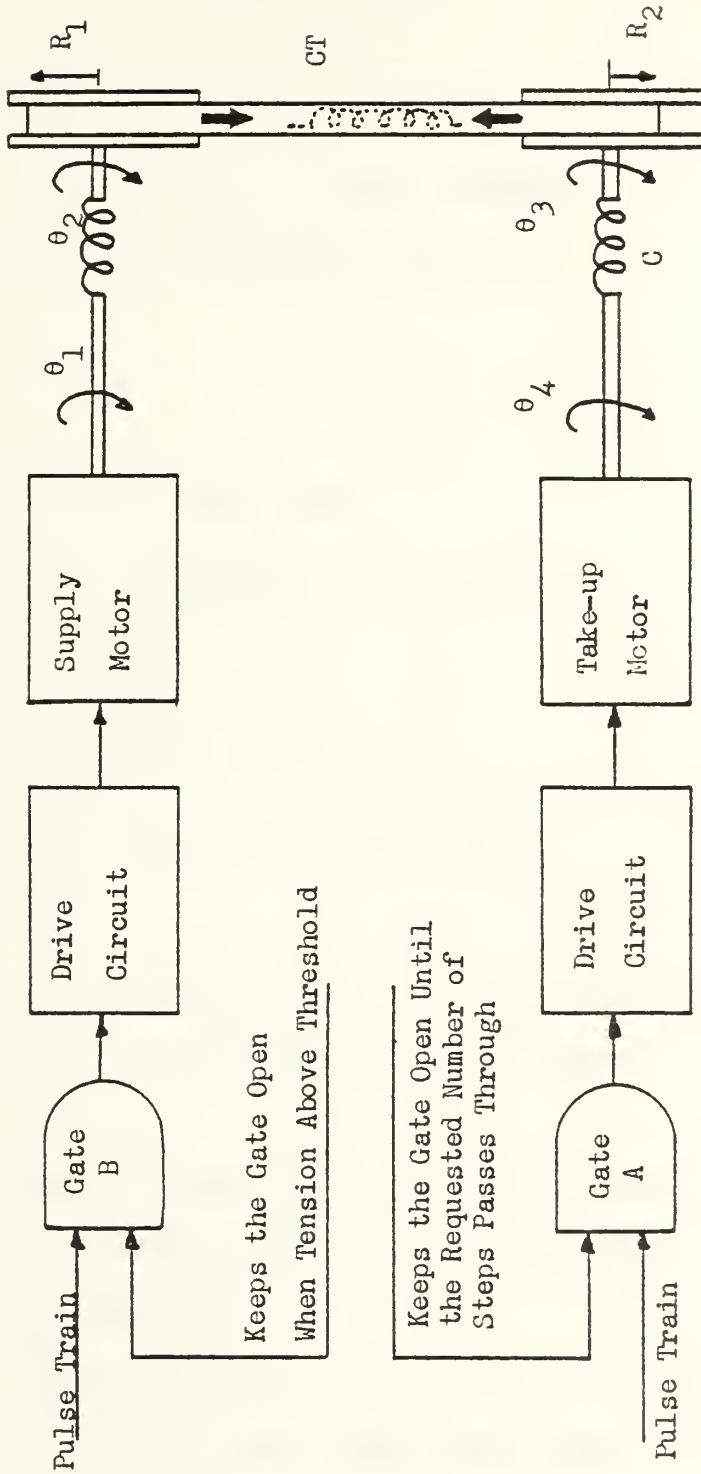 Pulse Train
Gate
B
Drive
Circuit
Supply
Motor
θ1
θ2
R1
Keeps the Gate Open
When Tension Above Threshold
CT
Keeps the Gate Open Until
the Requested Number of
Steps Passes Through
Pulse Train
Gate
A
Drive
Circuit
Take-up
Motor
θ4
θ3
C
R2